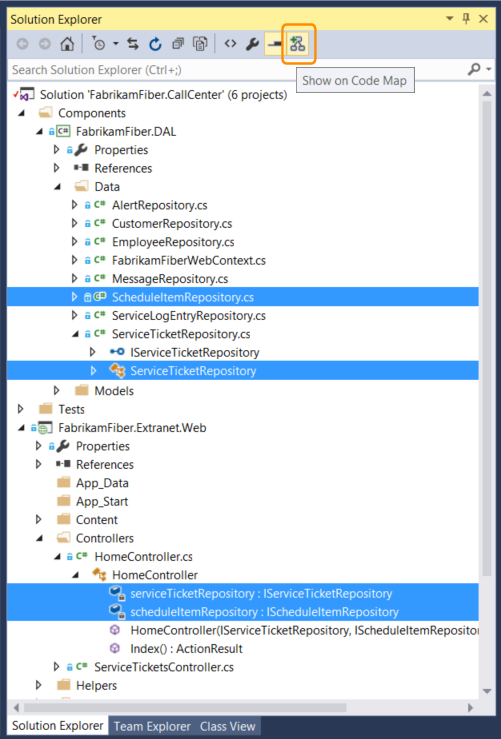 Solution Explorer
Search Solution Explorer (Ctrl+;)
Show on Code Map
Solution 'FabrikamFiber.CallCenter' (6 projects)
Components
C# FabrikamFiber.DAL
Properties
References
Data
C# AlertRepository.cs
C# CustomerRepository.cs
C# EmployeeRepository.cs
C# FabrikamFiberWebContext.cs
C# MessageRepository.cs
ScheduleItemRepository.cs
C# ServiceLogEntryRepository.cs
C# ServiceTicketRepository.cs
IServiceTicketRepository
ServiceTicketRepository
Models
Tests
FabrikamFiber.Extranet.Web
Properties
References
App_Data
App_Start
Content
Controllers
C# HomeController.cs
HomeController
serviceTicketRepository : IServiceTicketRepository
scheduleItemRepository : IScheduleItemRepository
HomeController(IServiceTicketRepository, IScheduleItemRepositor
Index() : ActionResult
C# ServiceTicketsController.cs
Helpers
Solution Explorer Team Explorer Class View